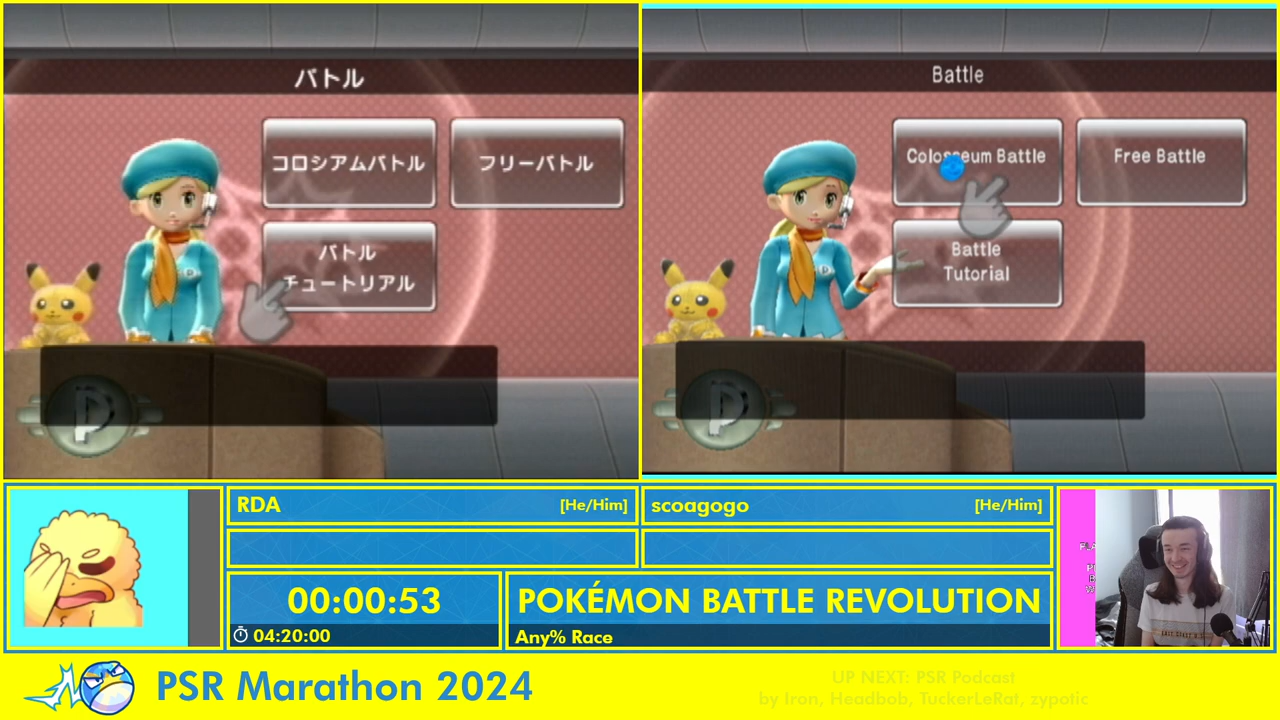 バトル
コロシアムバトル
フリーバトル
バトル
チュートリアル
Battle
Colosseum Battle
Free Battle
Battle
Tutorial
RDA
[He/Him]
scoagogo
[He/Him]
00:00:53
04:20:00
POKÉMON BATTLE REVOLUTION
Any% Race
PSR Marathon 2024
UP NEXT: PSR Podcast
by Iron, Headbob, TuckerLeRat, zypotic